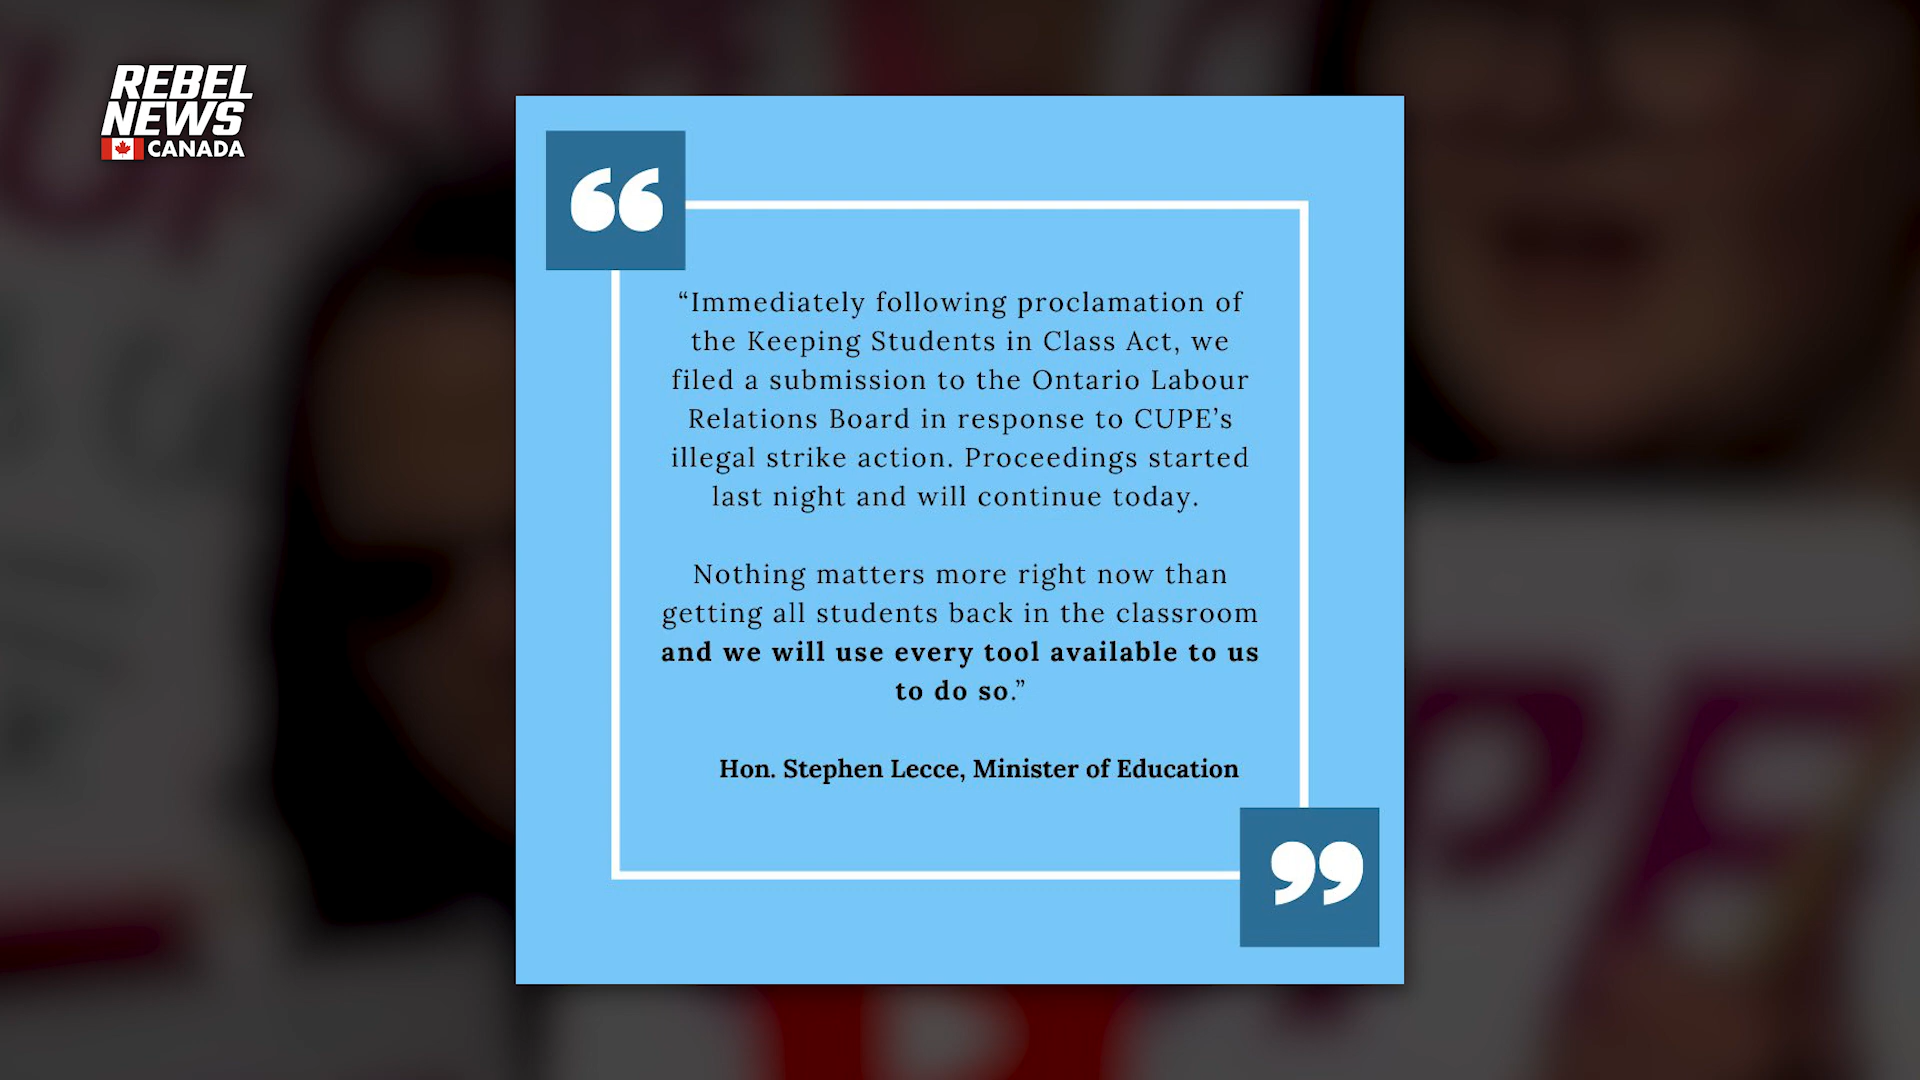 REBEL
NEWS
CANADA
“Immediately following proclamation of
the Keeping Students in Class Act, we
filed a submission to the Ontario Labour
Relations Board in response to CUPE’s
illegal strike action. Proceedings started
last night and will continue today.
Nothing matters more right now than
getting all students back in the classroom
and we will use every tool available to us
to do so.”
Hon. Stephen Lecce, Minister of Education